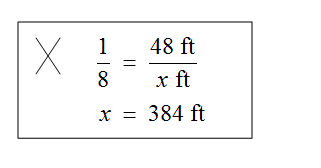 1/8 = 48 ft/x ft
x = 384 ft